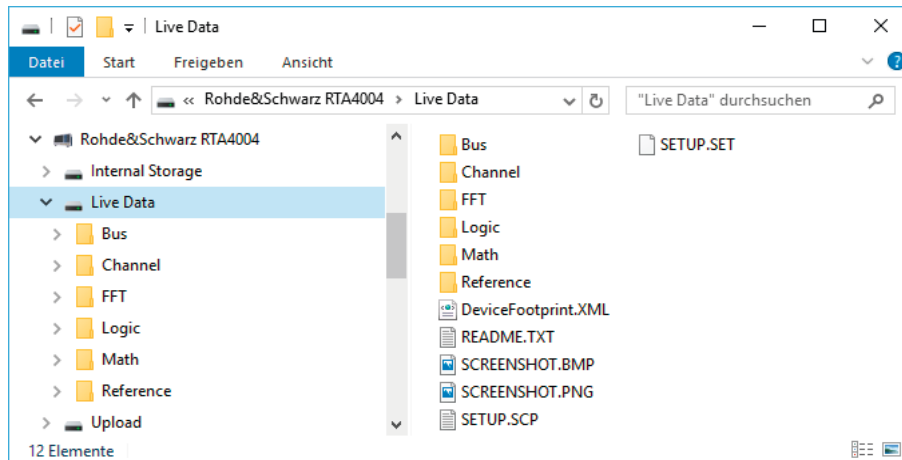 Live Data
Datei Start Freigeben Ansicht
« Rohde&Schwarz RTA4004 > Live Data "Live Data" durchsuchen
Rohde&Schwarz RTA4004
Internal Storage
Live Data
Bus
Channel
FFT
Logic
Math
Reference
Upload
Bus
Channel
FFT
Logic
Math
Reference
DeviceFootprint.XML
README.TXT
SCREENSHOT.BMP
SCREENSHOT.PNG
SETUP.SCP
SETUP.SET
12 Elemente